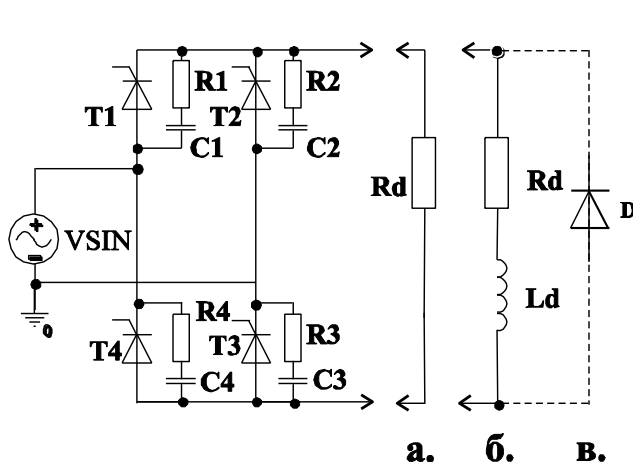 R1
R2
T1
T2
C1
C2
Rd
Rd
D
VSIN
Ld
0
R4
R3
T4
T3
C4
C3
а.
б.
в.